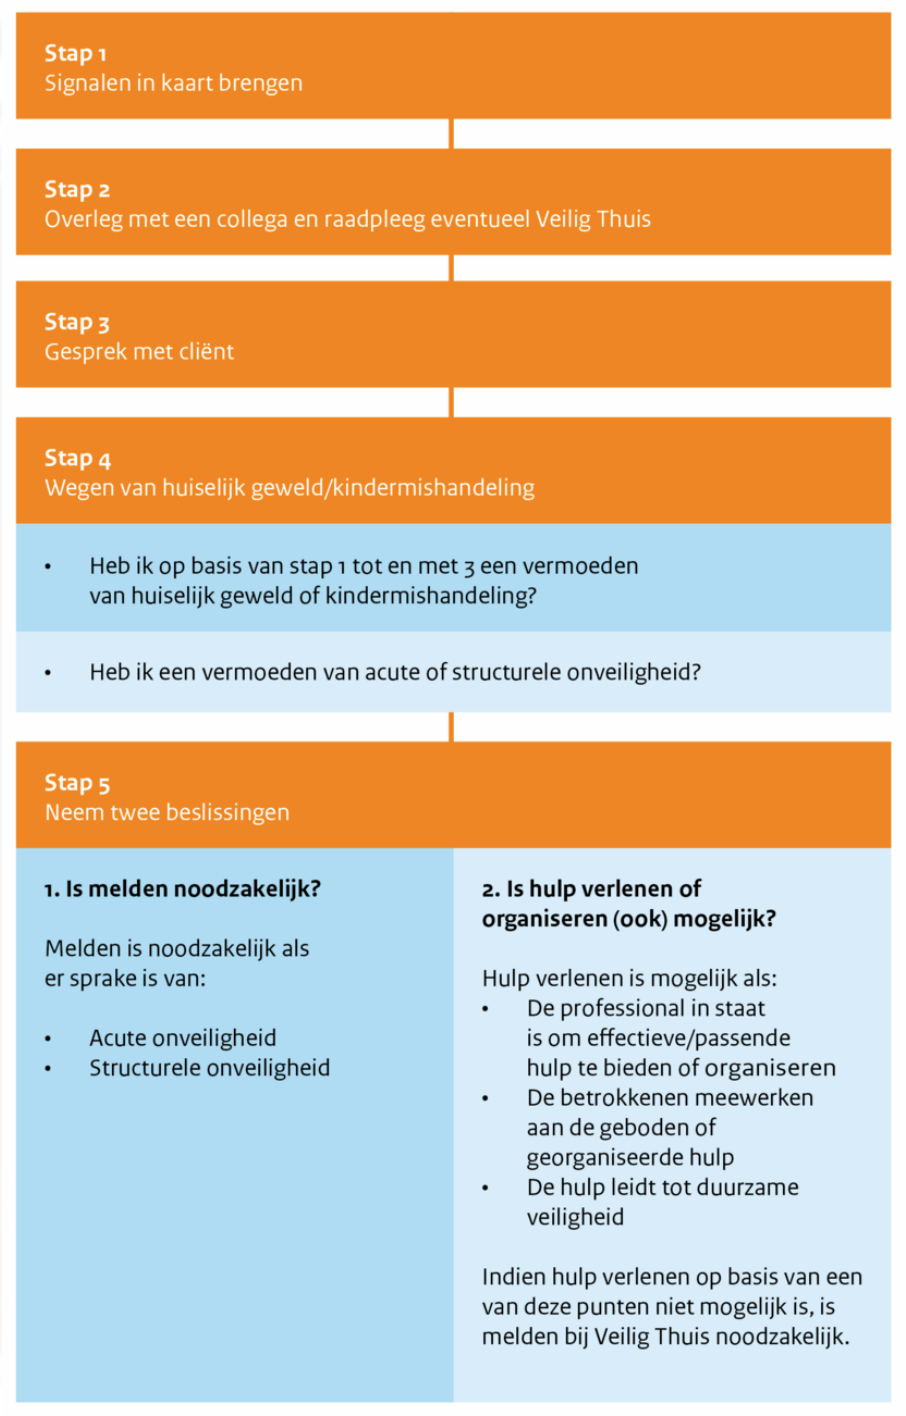 Stap 1
Signalen in kaart brengen
Stap 2
Overleg met een collega en raadpleeg eventueel Veilig Thuis
Stap 3
Gesprek met cliënt
Stap 4
Wegen van huiselijk geweld/kindermishandeling
• Heb ik op basis van stap 1 tot en met 3 een vermoeden
van huiselijk geweld of kindermishandeling?
• Heb ik een vermoeden van acute of structurele onveiligheid?
Stap 5
Neem twee beslissingen
1. Is melden noodzakelijk?
Melden is noodzakelijk als
er sprake is van:
• Acute onveiligheid
• Structurele onveiligheid
2. Is hulp verlenen of
organiseren (ook) mogelijk?
Hulp verlenen is mogelijk als:
• De professional in staat
is om effectieve/passende
hulp te bieden of organiseren
• De betrokkenen meewerken
aan de geboden of
georganiseerde hulp
• De hulp leidt tot duurzame
veiligheid
Indien hulp verlenen op basis van een
van deze punten niet mogelijk is, is
melden bij Veilig Thuis noodzakelijk.